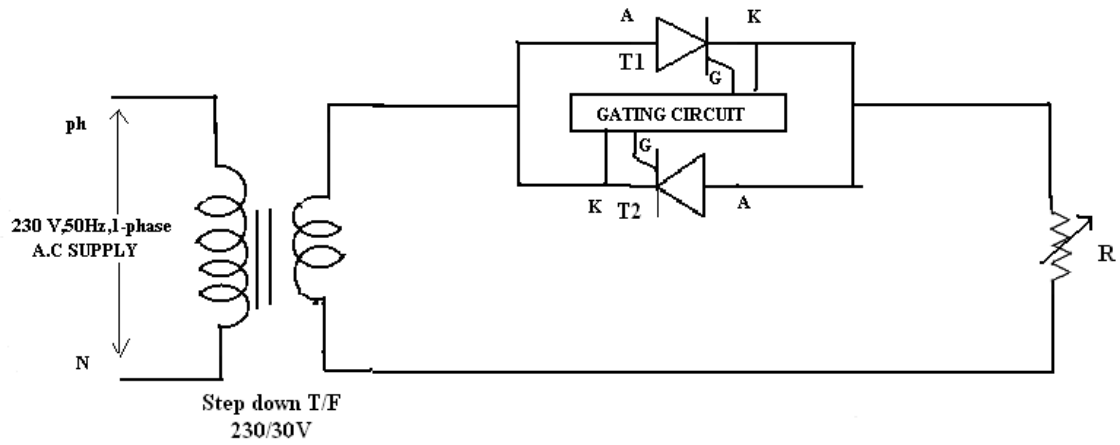 A
K
T1
G
GATING CIRCUIT
ph
G
K
T2
A
230 V,50Hz,1-phase
A.C SUPPLY
R
N
Step down T/F
230/30V